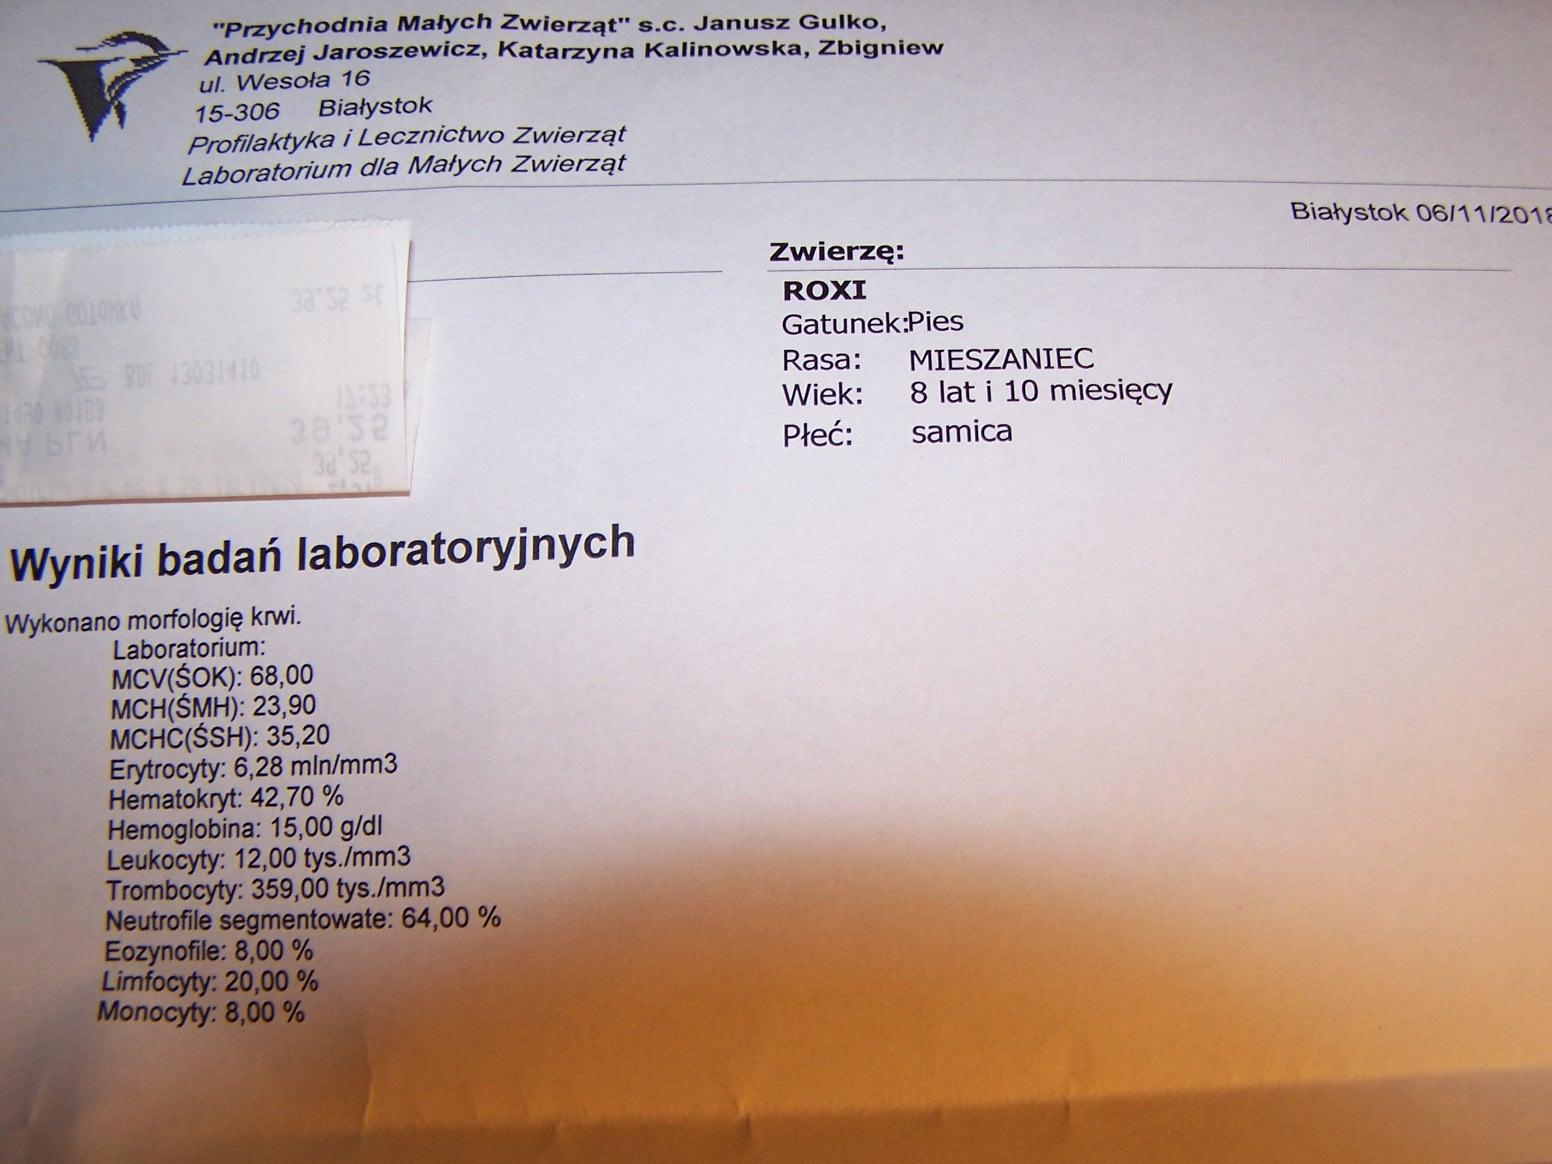 "Przychodnia Małych Zwierząt" s.c. Janusz Gulko,
Andrzej Jaroszewicz, Katarzyna Kalinowska, Zbigniew
ul. Wesoła 16
15-306 Białystok
Profilaktyka i Lecznictwo Zwierząt
Laboratorium dla Małych Zwierząt
Białystok 06/11/2018
Zwierzę:
ROXI
Gatunek:Pies
Rasa: MIESZANIEC
Wiek: 8 lat i 10 miesięcy
Płeć: samica
39,25
Wyniki badań laboratoryjnych
Wykonano morfologię krwi.
Laboratorium:
MCV(ŚOK): 68,00
MCH(ŚMH): 23,90
MCHC(ŚSH): 35,20
Erytrocyty: 6,28 mln/mm3
Hematokryt: 42,70 %
Hemoglobina: 15,00 g/dl
Leukocyty: 12,00 tys./mm3
Trombocyty: 359,00 tys./mm3
Neutrofile segmentowate: 64,00 %
Eozynofile: 8,00 %
Limfocyty: 20,00 %
Monocyty: 8,00 %